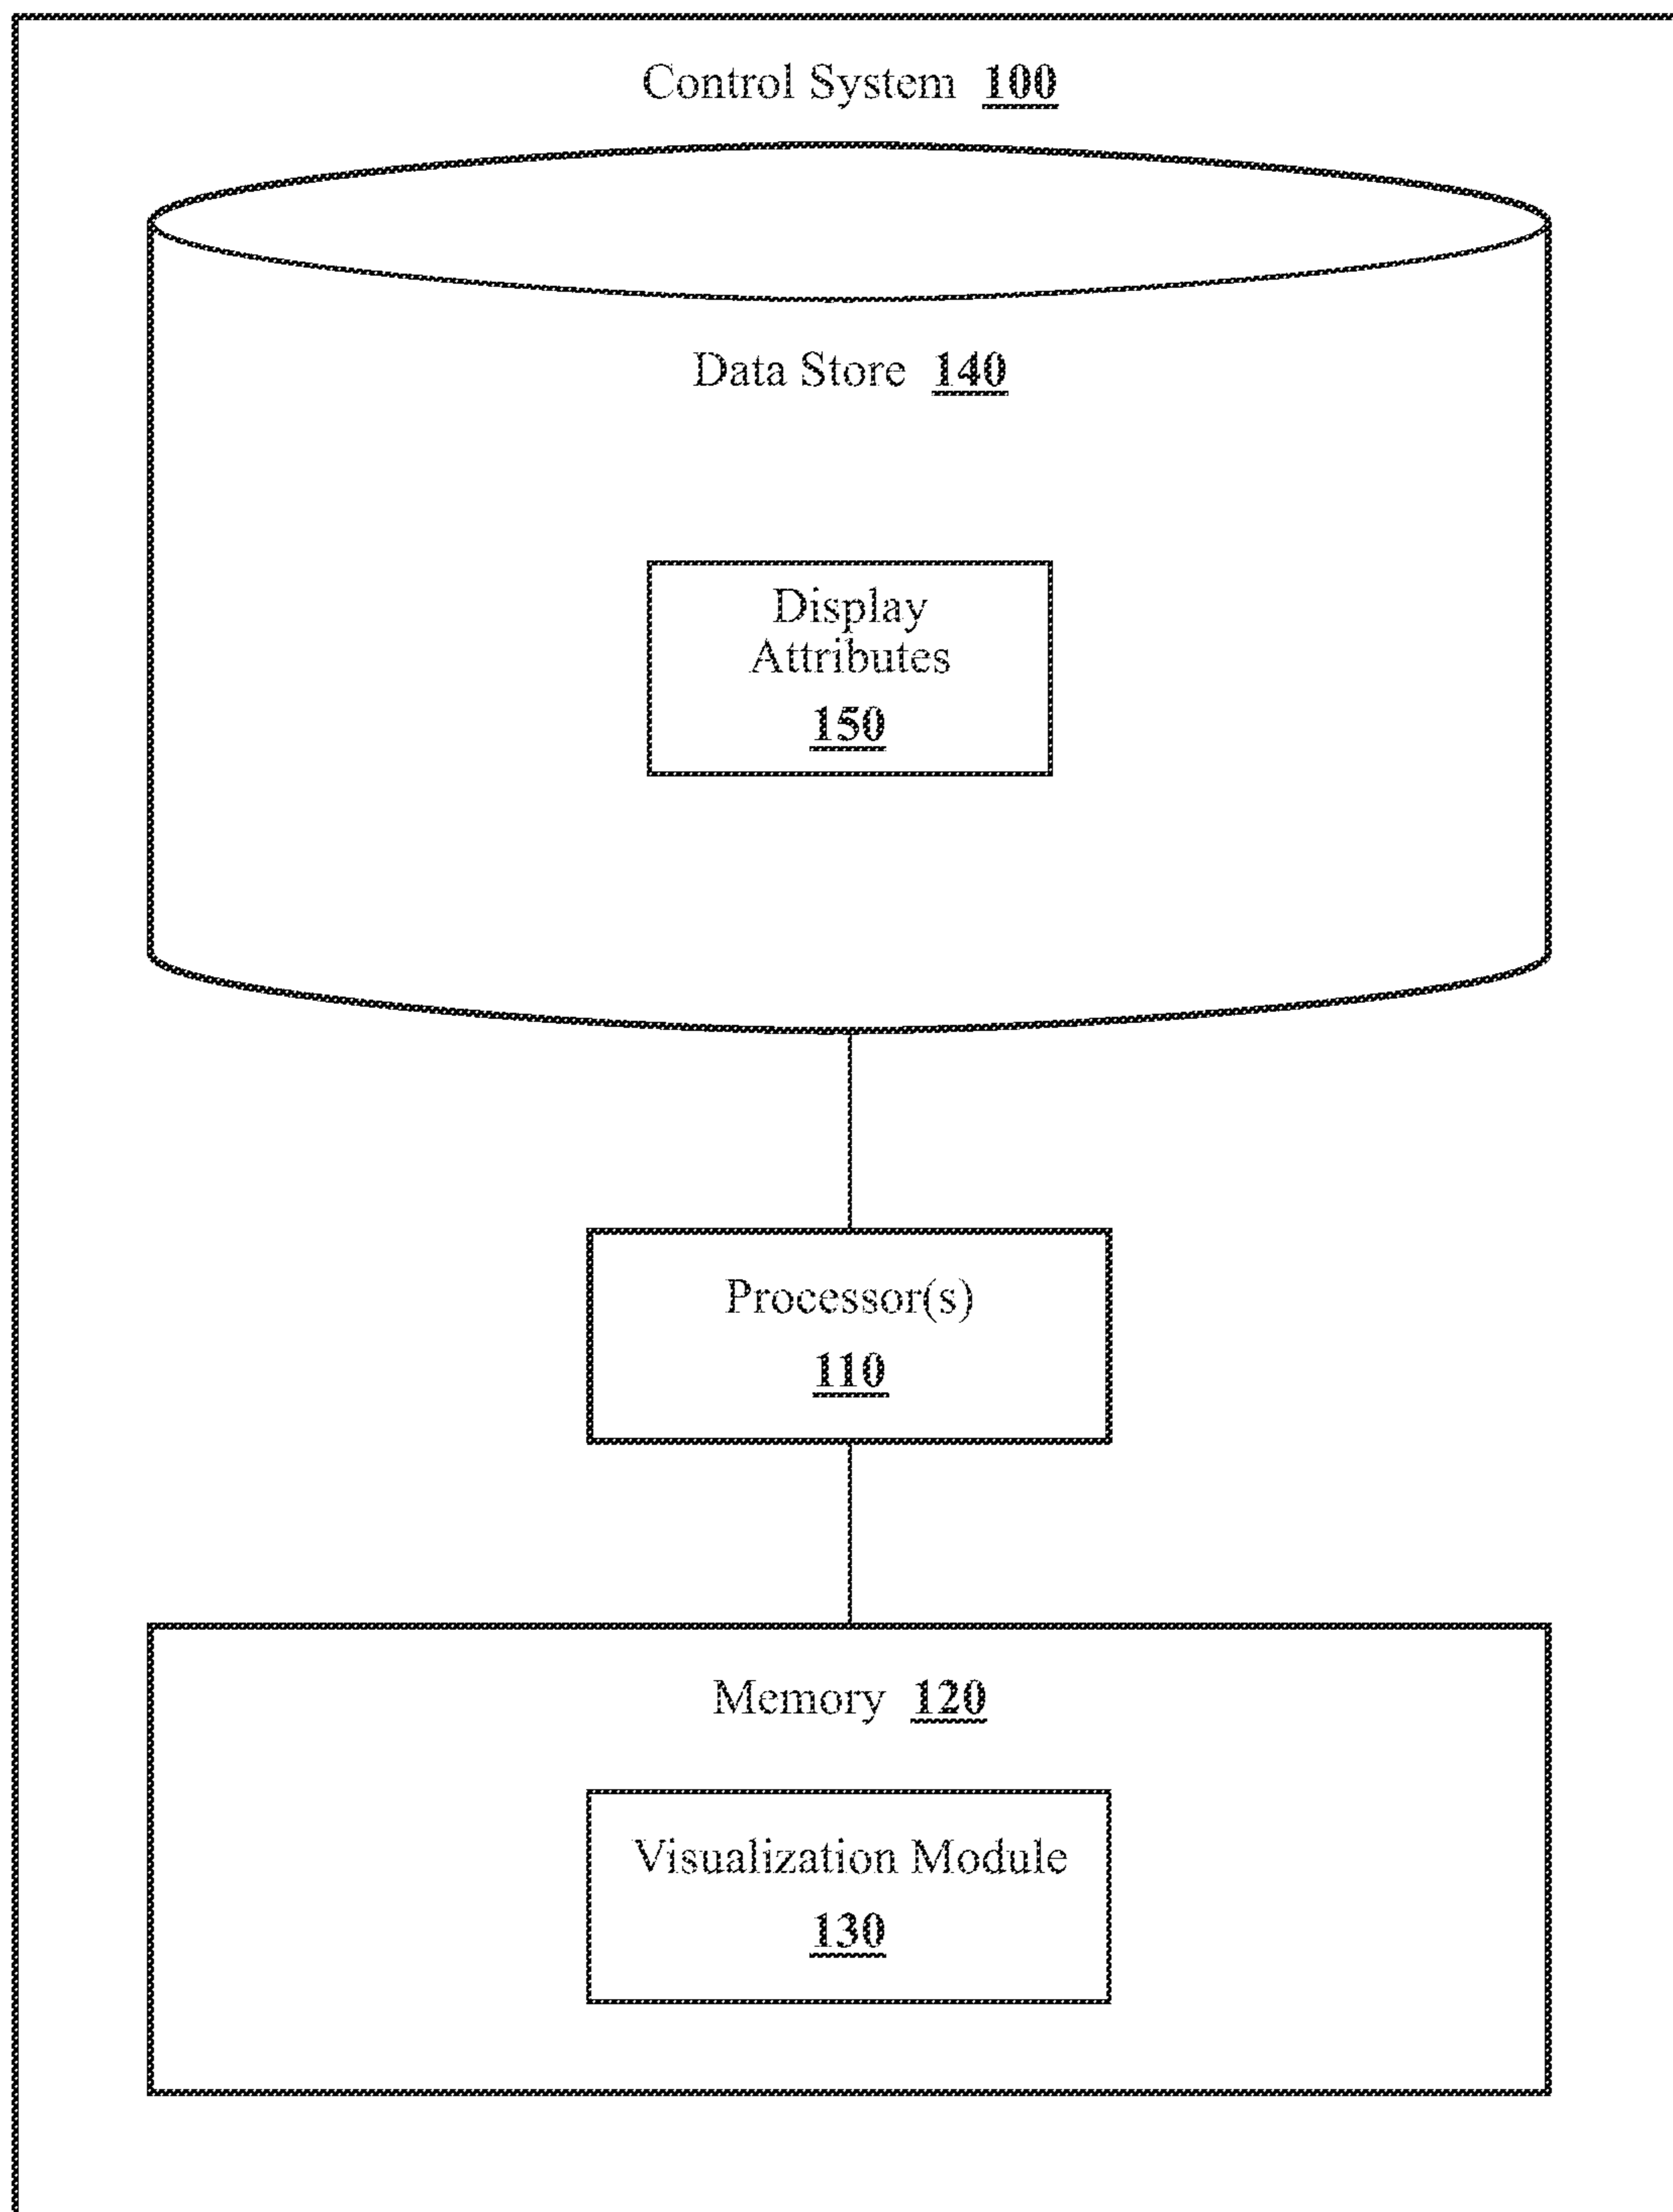 Control System 100
Data Store 140
Display
Attributes
150
Processor(s)
110
Memory 120
Visualization Module
130